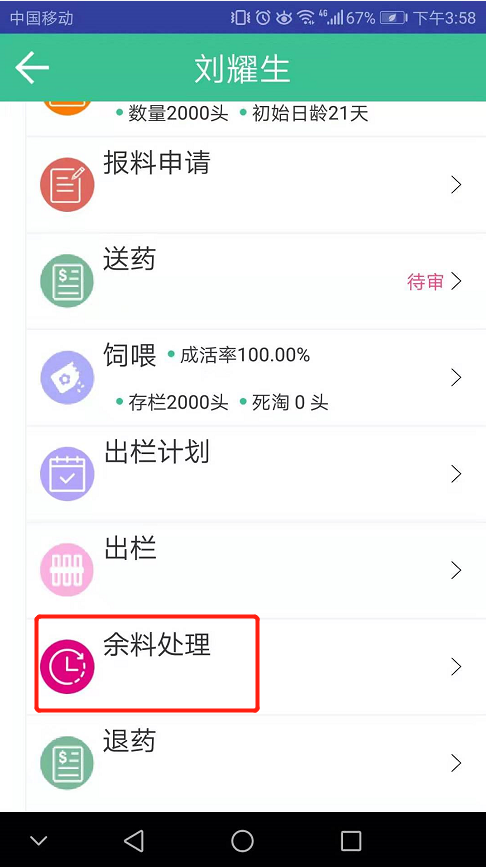 中国移动 4G 67% 下午3:58
刘耀生
数量2000头 初始日龄21天
报料申请
送药
待审
饲喂 成活率100.00%
存栏2000头 死淘 0 头
出栏计划
出栏
余料处理
退药